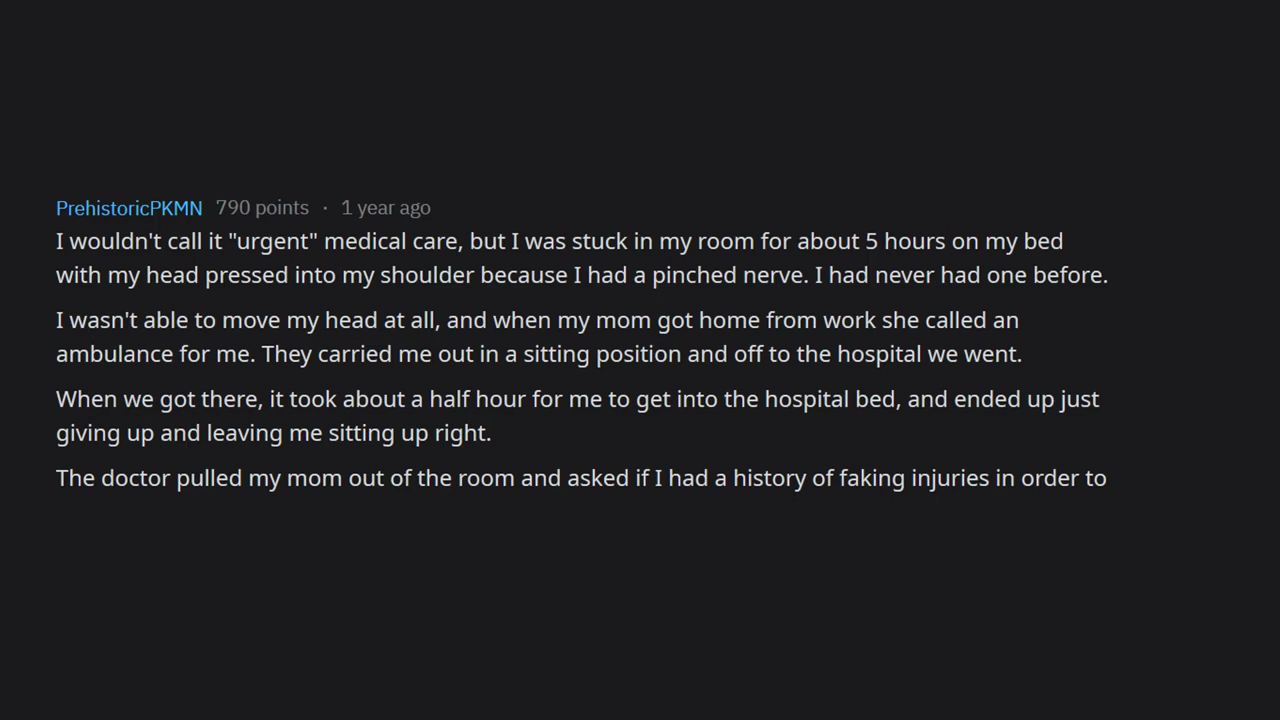 PrehistoricPKMN 790 points · 1 year ago
I wouldn't call it "urgent" medical care, but I was stuck in my room for about 5 hours on my bed
with my head pressed into my shoulder because I had a pinched nerve. I had never had one before.
I wasn't able to move my head at all, and when my mom got home from work she called an
ambulance for me. They carried me out in a sitting position and off to the hospital we went.
When we got there, it took about a half hour for me to get into the hospital bed, and ended up just
giving up and leaving me sitting up right.
The doctor pulled my mom out of the room and asked if I had a history of faking injuries in order to